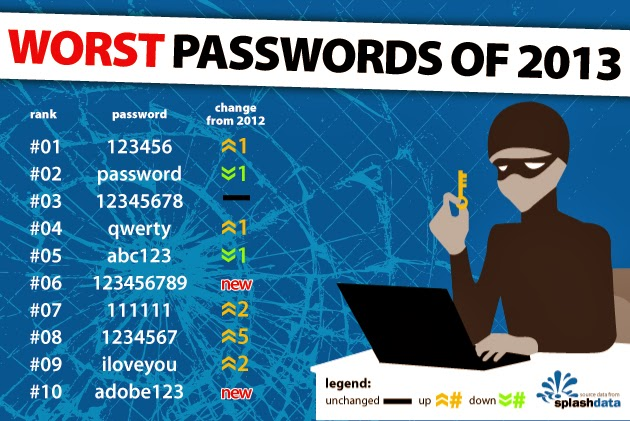 WORST PASSWORDS OF 2013
rank password change from 2012
#01 123456 1
#02 password 1
#03 12345678
#04 qwerty 1
#05 abc123 1
#06 123456789 new
#07 111111 2
#08 1234567 5
#09 iloveyou 2
#10 adobe123 new
legend:
unchanged up # down #
source data from
splashdata